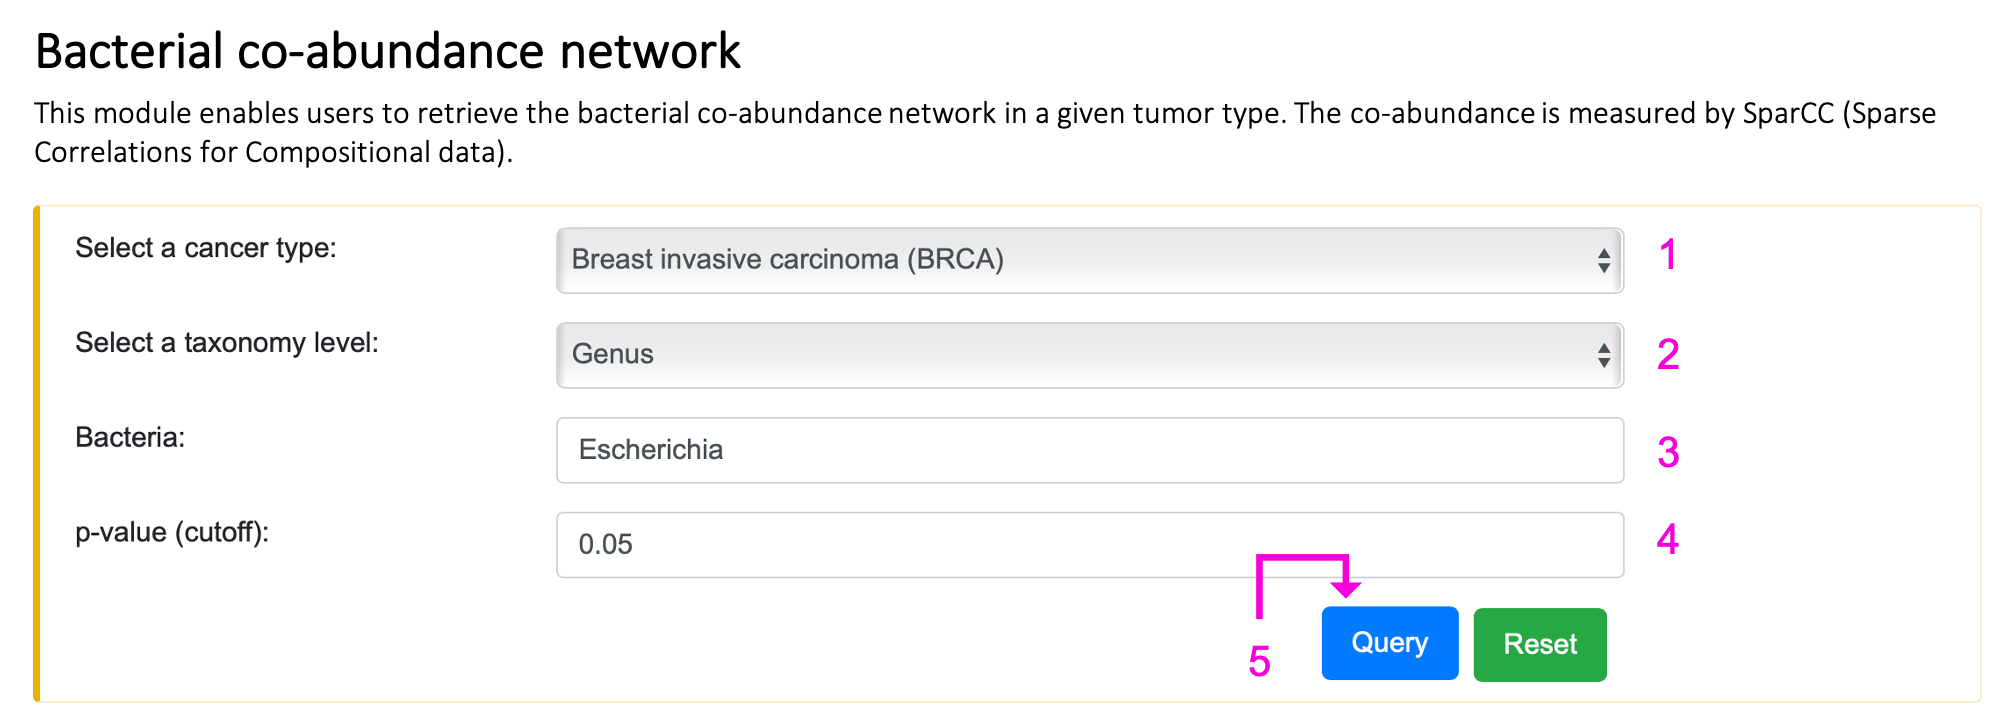 Bacterial co-abundance network
This module enables users to retrieve the bacterial co-abundance network in a given tumor type. The co-abundance is measured by SparCC (Sparse
Correlations for Compositional data).
Select a cancer type: Breast invasive carcinoma (BRCA) 1
Select a taxonomy level: Genus 2
Bacteria: Escherichia 3
p-value (cutoff): 0.05 4
5 Query Reset